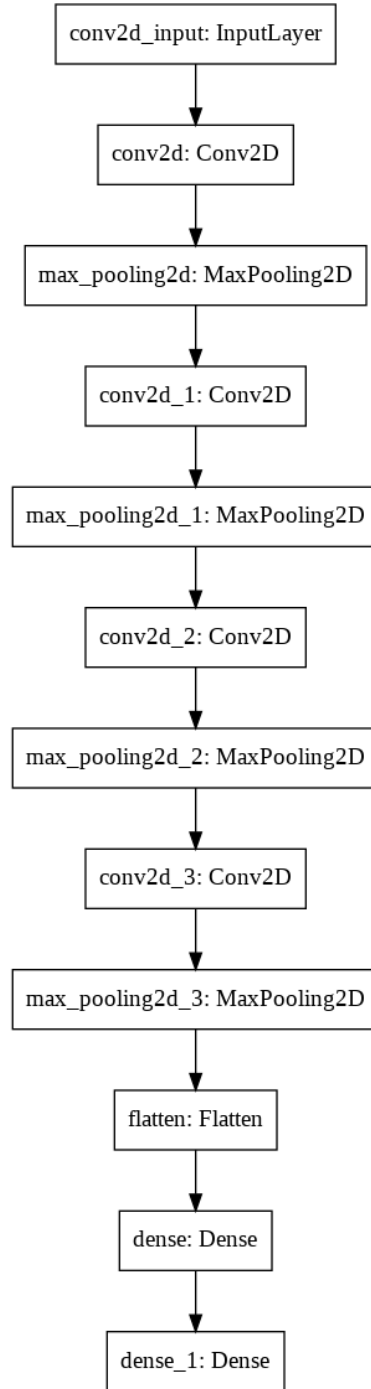 conv2d_input: InputLayer
conv2d: Conv2D
max_pooling2d: MaxPooling2D
conv2d_1: Conv2D
max_pooling2d_1: MaxPooling2D
conv2d_2: Conv2D
max_pooling2d_2: MaxPooling2D
conv2d_3: Conv2D
max_pooling2d_3: MaxPooling2D
flatten: Flatten
dense: Dense
dense_1: Dense